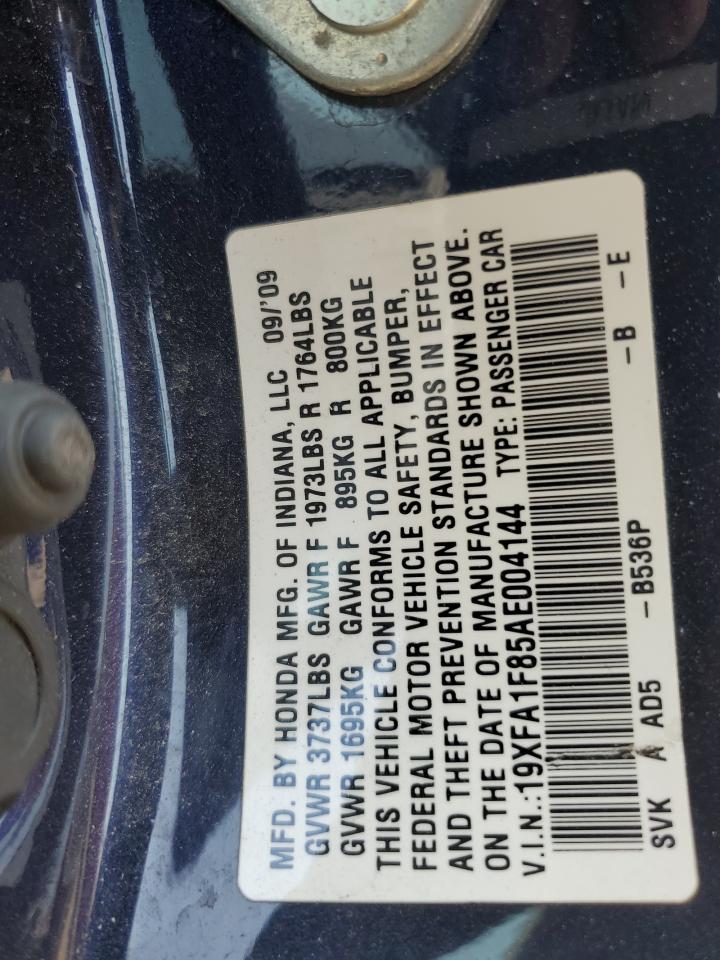 MFD. BY HONDA MFG. OF INDIANA, LLC 09/'09
GVWR 3737LBS GAWR F 1973LBS R 1764LBS
GVWR 1695KG GAWR F 895KG R 800KG
THIS VEHICLE CONFORMS TO ALL APPLICABLE
FEDERAL MOTOR VEHICLE SAFETY, BUMPER,
AND THEFT PREVENTION STANDARDS IN EFFECT
ON THE DATE OF MANUFACTURE SHOWN ABOVE.
V.I.N.:19XFA1F85AE004144 TYPE: PASSENGER CAR
SVK A AD5 -B536P -B -E